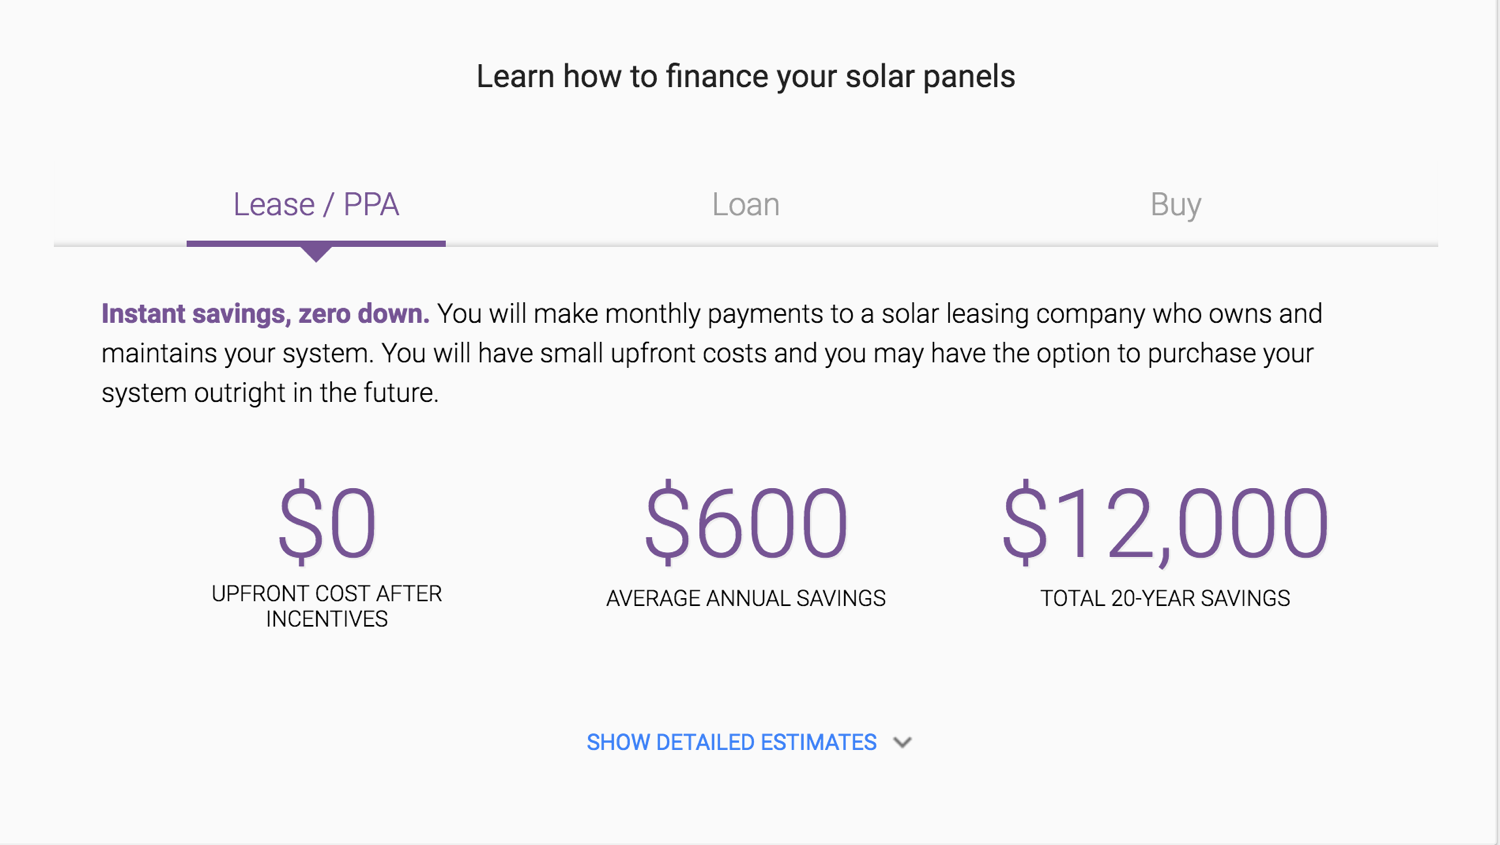 Learn how to finance your solar panels
Lease / PPA
Loan
Buy
Instant savings, zero down. You will make monthly payments to a solar leasing company who owns and
maintains your system. You will have small upfront costs and you may have the option to purchase your
system outright in the future.
$0
UPFRONT COST AFTER
INCENTIVES
$600
AVERAGE ANNUAL SAVINGS
$12,000
TOTAL 20-YEAR SAVINGS
SHOW DETAILED ESTIMATES